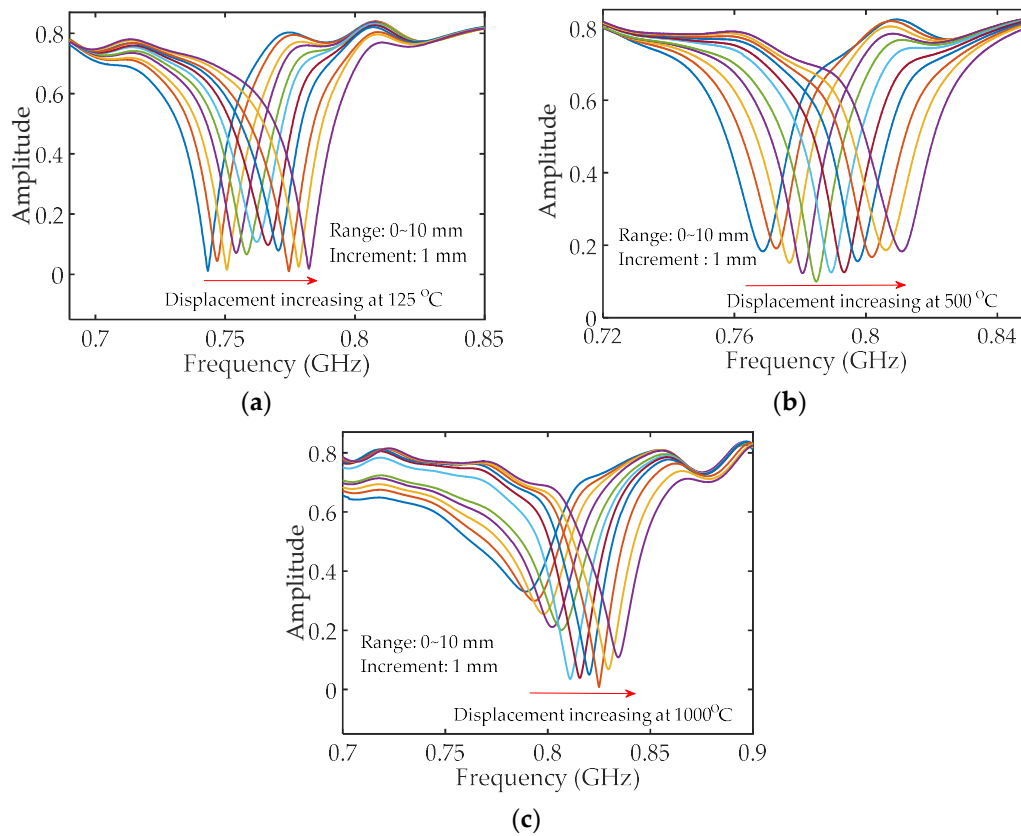 0.8
0.6
0.4
0.2
0
Amplitude
Range: 0~10 mm
Increment: 1 mm
Displacement increasing at 125 ᴼC
0.7
0.75
0.8
0.85
Frequency (GHz)
(a)
0.8
0.6
0.4
0.2
0
Amplitude
Range: 0~10 mm
Increment : 1 mm
Displacement increasing at 500 ᴼC
0.72
0.76
0.8
0.84
Frequency (GHz)
(b)
0.8
0.6
0.4
0.2
0
Amplitude
Range: 0~10 mm
Increment: 1 mm
Displacement increasing at 1000ᴼC
0.7
0.75
0.8
0.85
0.9
Frequency (GHz)
(c)